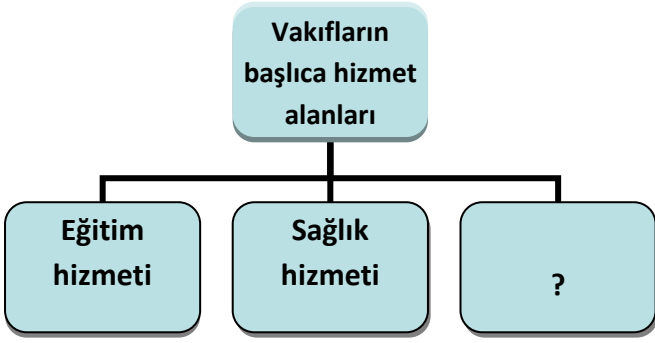 Vakıfların
başlıca hizmet
alanları
Eğitim
hizmeti
Sağlık
hizmeti
?